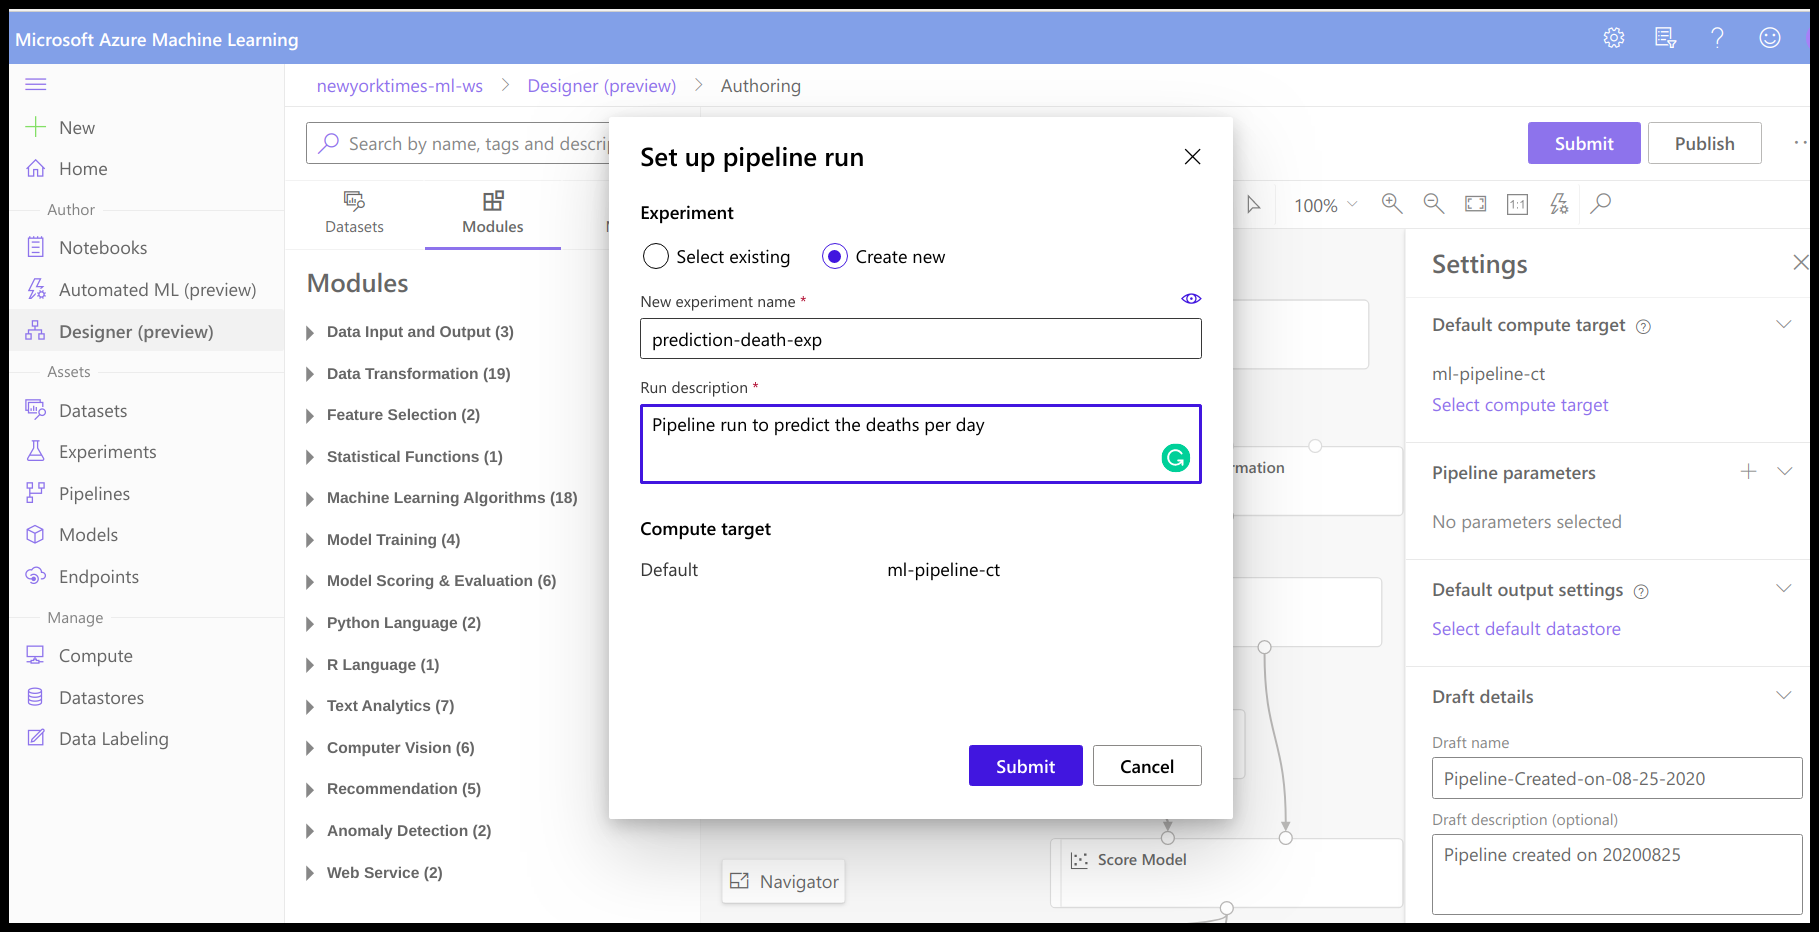 Microsoft Azure Machine Learning
newyorktimes-ml-ws > Designer (preview) > Authoring
New
Home
Author
Notebooks
Automated ML (preview)
Designer (preview)
Assets
Datasets
Experiments
Pipelines
Models
Endpoints
Manage
Compute
Datastores
Data Labeling
Search by name, tags and descrip
Datasets
Modules
Modules
Data Input and Output (3)
Data Transformation (19)
Feature Selection (2)
Statistical Functions (1)
Machine Learning Algorithms (18)
Model Training (4)
Model Scoring & Evaluation (6)
Python Language (2)
R Language (1)
Text Analytics (7)
Computer Vision (6)
Recommendation (5)
Anomaly Detection (2)
Web Service (2)
Set up pipeline run
Experiment
Select existing
Create new
New experiment name *
prediction-death-exp
Run description *
Pipeline run to predict the deaths per day
Compute target
Default ml-pipeline-ct
Submit
Cancel
Submit
Publish
100%
1:1
rmation
Score Model
Navigator
Settings
Default compute target
ml-pipeline-ct
Select compute target
Pipeline parameters
No parameters selected
Default output settings
Select default datastore
Draft details
Draft name
Pipeline-Created-on-08-25-2020
Draft description (optional)
Pipeline created on 20200825